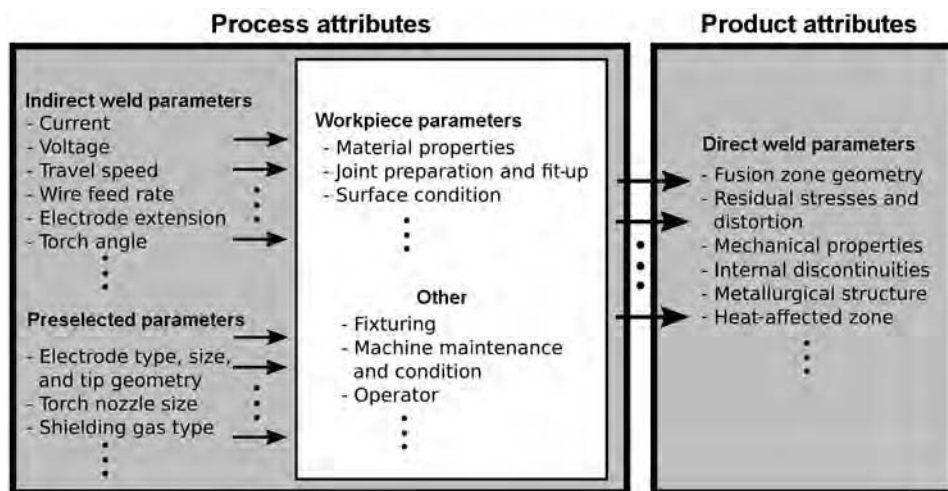 Process attributes
Indirect weld parameters
- Current
- Voltage
- Travel speed
- Wire feed rate
- Electrode extension
- Torch angle
Preselected parameters
- Electrode type, size,
and tip geometry
- Torch nozzle size
- Shielding gas type
Workpiece parameters
- Material properties
- Joint preparation and fit-up
- Surface condition
Other
- Fixturing
- Machine maintenance
and condition
- Operator
Product attributes
Direct weld parameters
- Fusion zone geometry
- Residual stresses and
distortion
- Mechanical properties
- Internal discontinuities
- Metallurgical structure
- Heat-affected zone